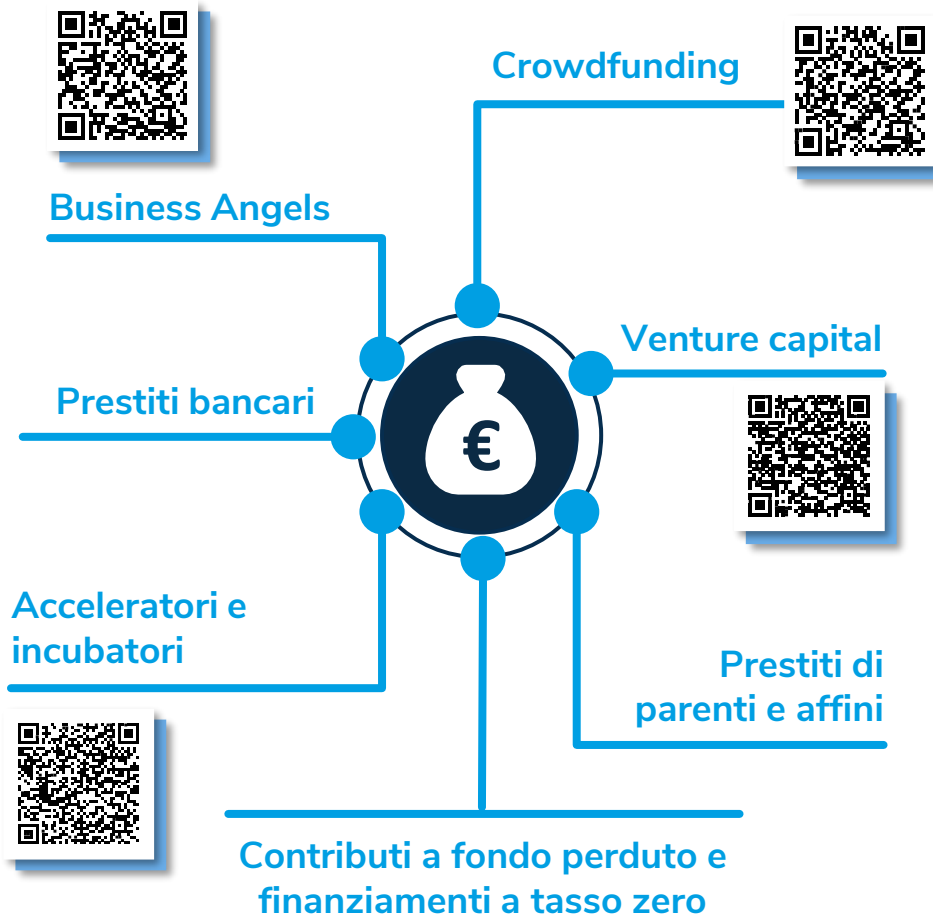 Crowdfunding
Business Angels
Venture capital
Prestiti bancari
€
Acceleratori e
incubatori
Prestiti di
parenti e affini
Contributi a fondo perduto e
finanziamenti a tasso zero